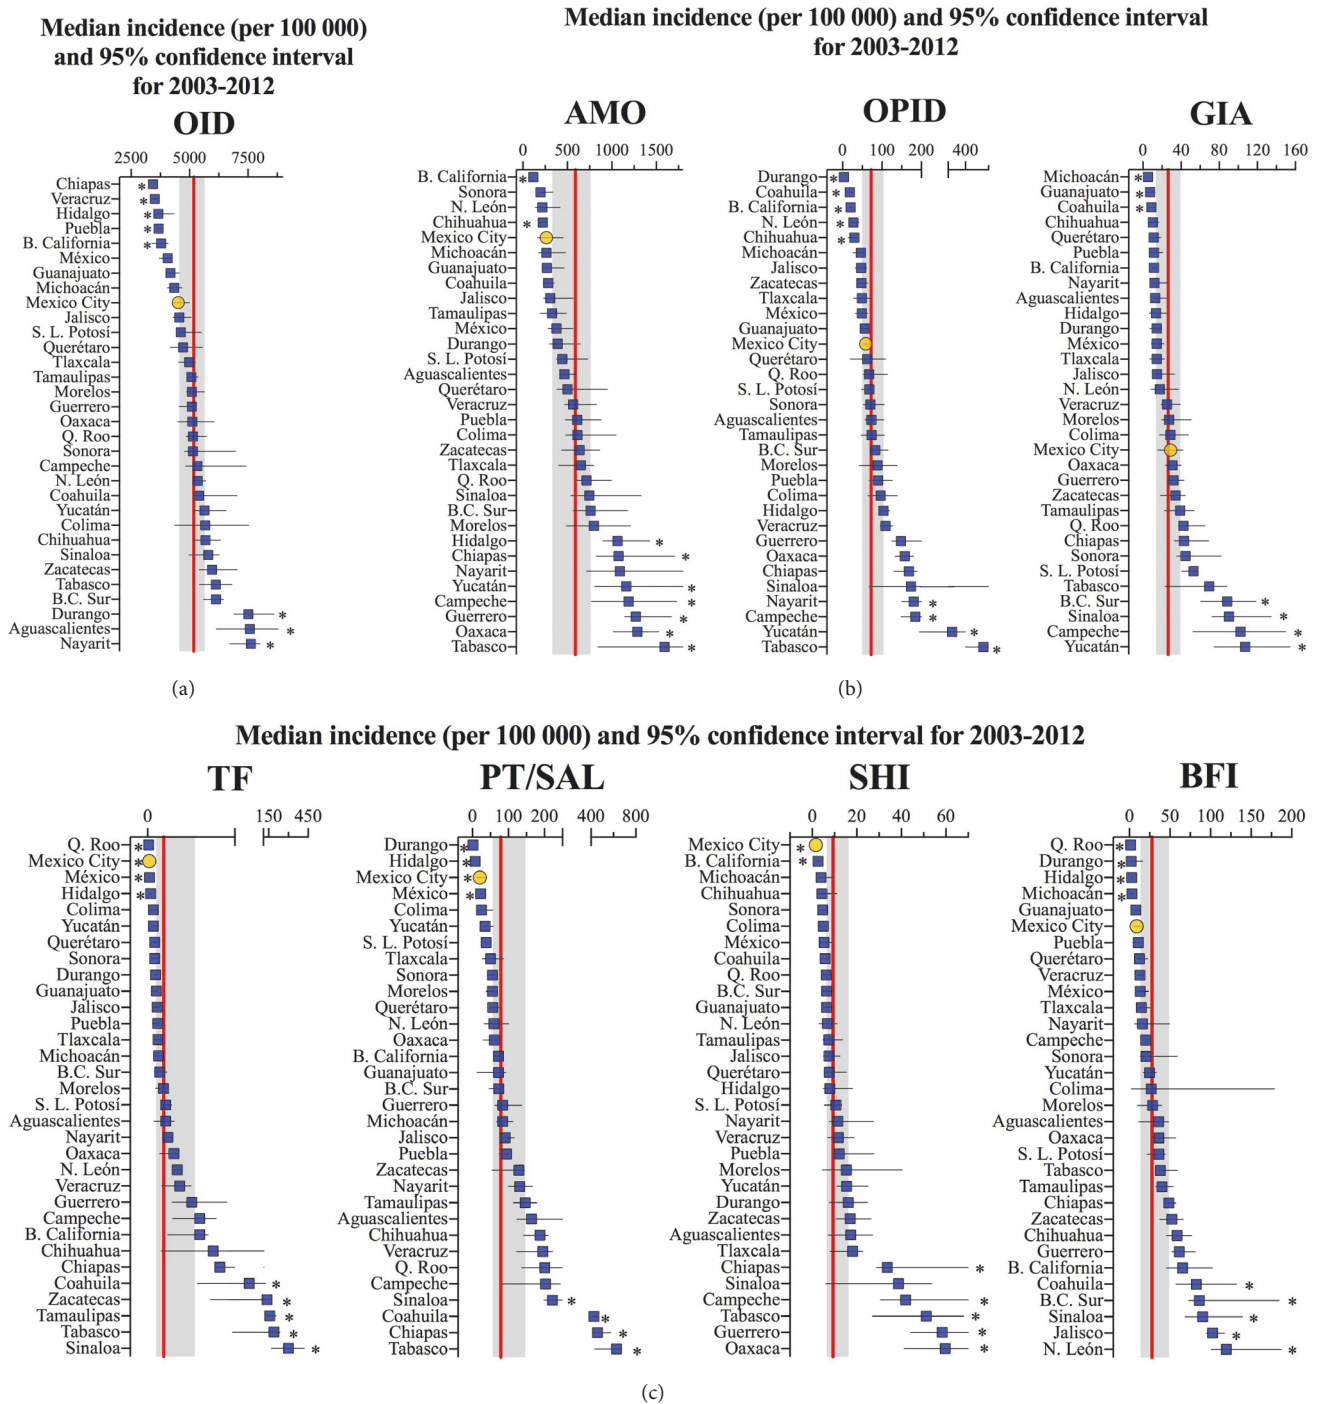 Median incidence (per 100 000)
and 95% confidence interval
for 2003-2012
OID
2500 5000 7500
Chiapas *
Veracruz *
Hidalgo *
Puebla *
B. California *
México
Guanajuato
Michoacán
Mexico City
Jalisco
S. L. Potosí
Querétaro
Tlaxcala
Tamaulipas
Morelos
Guerrero
Oaxaca
Q. Roo
Sonora
Campeche
N. León
Coahuila
Yucatán
Colima
Chihuahua
Sinaloa
Zacatecas
Tabasco
B.C. Sur
Durango *
Aguascalientes *
Nayarit *
(a)
Median incidence (per 100 000) and 95% confidence interval
for 2003-2012
AMO
0 500 1000 1500
B. California *
Sonora
N. León
Chihuahua *
Mexico City
Michoacán
Guanajuato
Coahuila
Jalisco
Tamaulipas
México
Durango
S. L. Potosí
Aguascalientes
Querétaro
Veracruz
Puebla
Colima
Zacatecas
Tlaxcala
Q. Roo
Sinaloa
B.C. Sur
Morelos
Hidalgo *
Chiapas *
Nayarit
Yucatán *
Campeche *
Guerrero *
Oaxaca *
Tabasco *
OPID
0 100 200 400
Durango *
Coahuila *
B. California *
N. León *
Chihuahua *
Michoacán
Jalisco
Zacatecas
Tlaxcala
México
Guanajuato
Mexico City
Querétaro
Q. Roo
S. L. Potosí
Sonora
Aguascalientes
Tamaulipas
B.C. Sur
Morelos
Puebla
Colima
Hidalgo
Veracruz
Guerrero
Oaxaca
Chiapas
Sinaloa
Nayarit *
Campeche *
Yucatán *
Tabasco *
GIA
0 40 80 120 160
Michoacán *
Guanajuato *
Coahuila *
Chihuahua
Querétaro
Puebla
B. California
Nayarit
Aguascalientes
Hidalgo
Durango
México
Tlaxcala
Jalisco
N. León
Veracruz
Morelos
Colima
Mexico City
Oaxaca
Guerrero
Zacatecas
Tamaulipas
Q. Roo
Chiapas
Sonora
S. L. Potosí
Tabasco
B.C. Sur *
Sinaloa *
Campeche *
Yucatán *
(b)
Median incidence (per 100 000) and 95% confidence interval for 2003-2012
TF
0 150 450
Q. Roo *
Mexico City *
México *
Hidalgo *
Colima
Yucatán
Querétaro
Sonora
Durango
Guanajuato
Jalisco
Puebla
Tlaxcala
Michoacán
B.C. Sur
Morelos
S. L. Potosí
Aguascalientes
Nayarit
Oaxaca
N. León
Veracruz
Guerrero
Campeche
B. California
Chihuahua
Chiapas
Coahuila *
Zacatecas *
Tamaulipas *
Tabasco *
Sinaloa *
PT/SAL
0 100 200 400 800
Durango *
Hidalgo *
Mexico City *
México *
Colima
Yucatán
S. L. Potosí
Tlaxcala
Sonora
Morelos
Querétaro
N. León
Oaxaca
B. California
Guanajuato
B.C. Sur
Guerrero
Michoacán
Jalisco
Puebla
Zacatecas
Nayarit
Tamaulipas
Aguascalientes
Chihuahua
Veracruz
Q. Roo
Campeche
Sinaloa *
Coahuila *
Chiapas *
Tabasco *
SHI
0 20 40 60
Mexico City *
B. California *
Michoacán
Chihuahua
Sonora
Colima
México
Coahuila
Q. Roo
B.C. Sur
Guanajuato
N. León
Tamaulipas
Jalisco
Querétaro
Hidalgo
S. L. Potosí
Nayarit
Veracruz
Puebla
Morelos
Yucatán
Durango
Zacatecas
Aguascalientes
Tlaxcala
Chiapas *
Sinaloa
Campeche *
Tabasco *
Guerrero *
Oaxaca *
BFI
0 50 100 150 200
Q. Roo *
Durango *
Hidalgo *
Michoacán *
Guanajuato
Mexico City
Puebla
Querétaro
Veracruz
México
Tlaxcala
Nayarit
Campeche
Sonora
Yucatán
Colima
Morelos
Aguascalientes
Oaxaca
S. L. Potosí
Tabasco
Tamaulipas
Chiapas
Zacatecas
Chihuahua
Guerrero
B. California
Coahuila *
B.C. Sur *
Sinaloa *
Jalisco *
N. León *
(c)